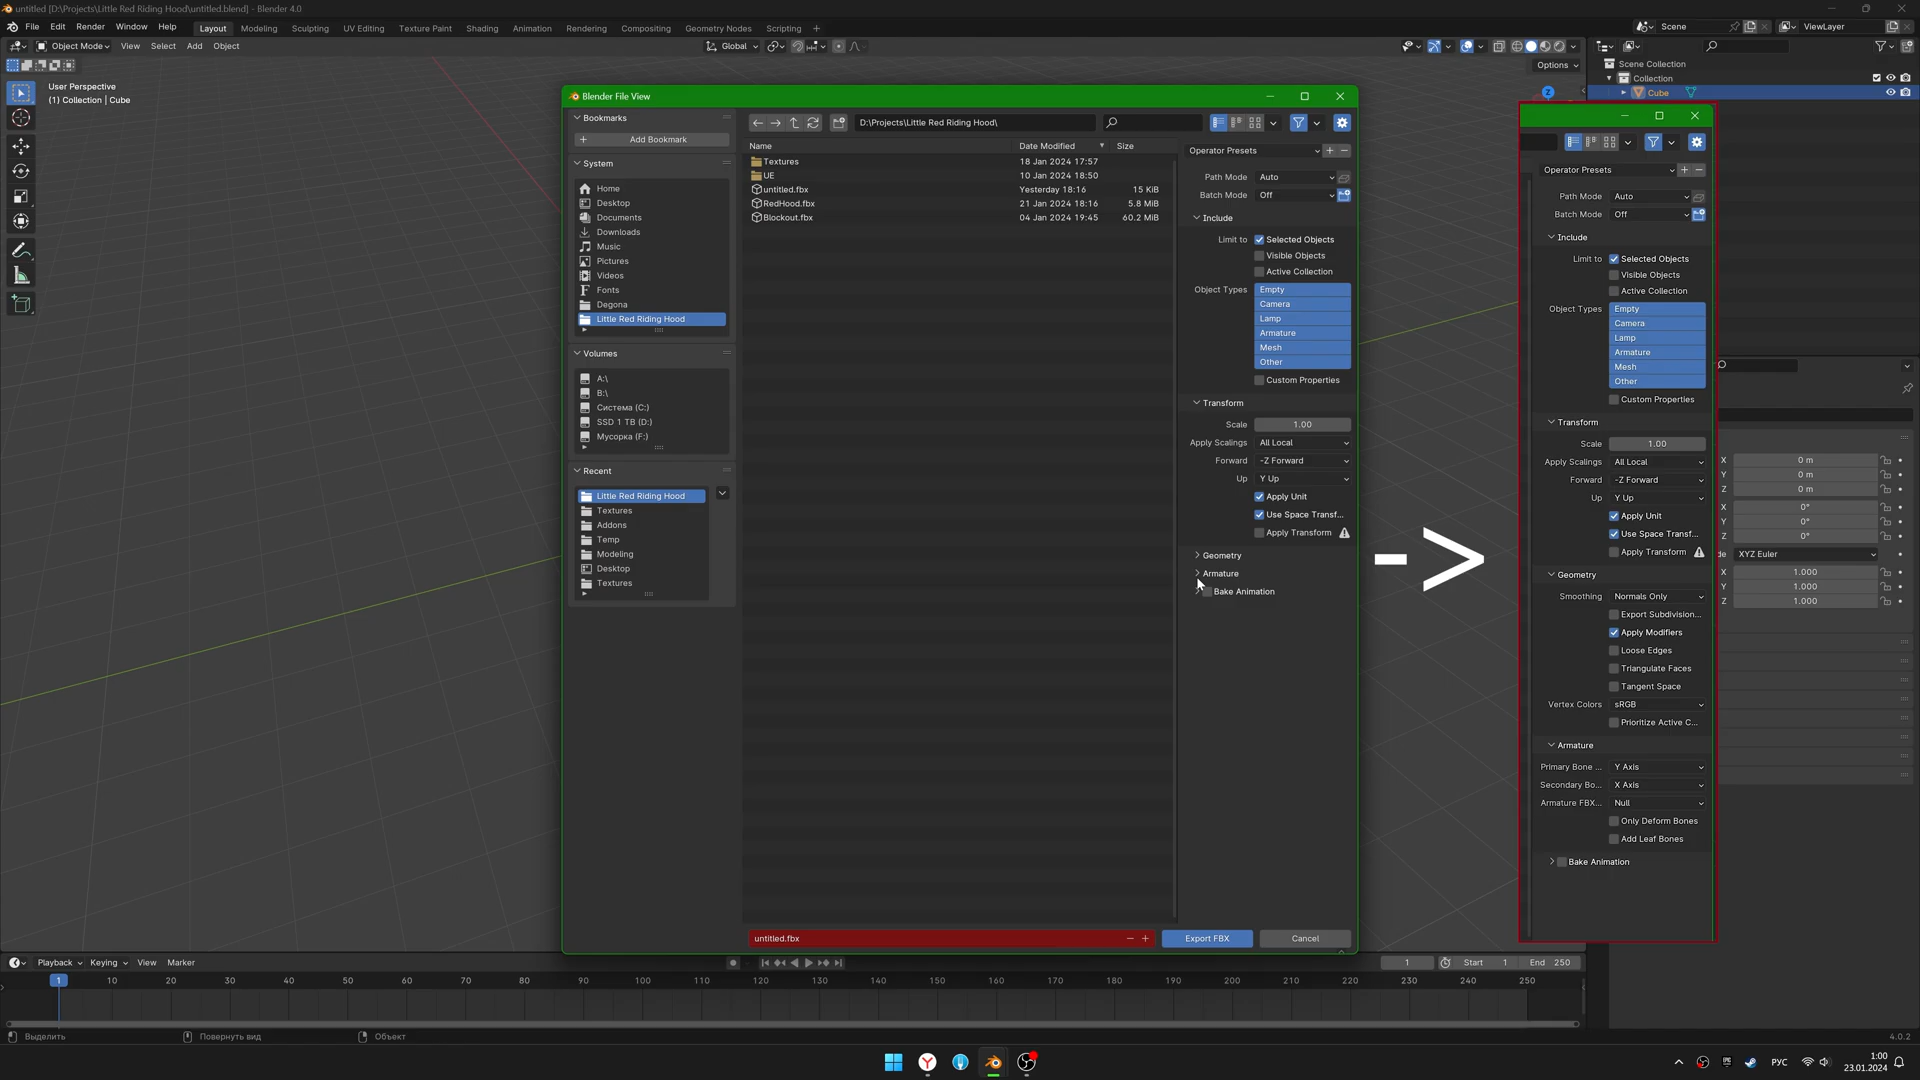 untitled [D:\Projects\Little Red Riding Hood\untitled.blend] - Blender 4.0
File Edit Render Window Help Layout Modeling Sculpting UV Editing Texture Paint Shading Animation Rendering Compositing Geometry Nodes Scripting + Scene ViewLayer
Object Mode View Select Add Object Global
Options
User Perspective
(1) Collection | Cube
Scene Collection
Collection
Cube
Z
Blender File View
Bookmarks
+ Add Bookmark
System
Home
Desktop
Documents
Downloads
Music
Pictures
Videos
Fonts
Degona
Little Red Riding Hood
Volumes
A:\
B:\
Система (C:)
SSD 1 TB (D:)
Мусорка (F:)
Recent
Little Red Riding Hood
Textures
Addons
Temp
Modeling
Desktop
Textures
D:\Projects\Little Red Riding Hood\
Name Date Modified Size
Textures 18 Jan 2024 17:57
UE 10 Jan 2024 18:50
untitled.fbx Yesterday 18:16 15 KiB
RedHood.fbx 21 Jan 2024 18:16 5.8 MiB
Blockout.fbx 04 Jan 2024 19:45 60.2 MiB
Operator Presets
Path Mode Auto
Batch Mode Off
Include
Limit to Selected Objects
Visible Objects
Active Collection
Object Types Empty
Camera
Lamp
Armature
Mesh
Other
Custom Properties
Transform
Scale 1.00
Apply Scalings All Local
Forward -Z Forward
Up Y Up
Apply Unit
Use Space Transf...
Apply Transform
Geometry
Armature
Bake Animation
untitled.fbx
Export FBX Cancel
->
Operator Presets
Path Mode Auto
Batch Mode Off
Include
Limit to Selected Objects
Visible Objects
Active Collection
Object Types Empty
Camera
Lamp
Armature
Mesh
Other
Custom Properties
Transform
Scale 1.00
Apply Scalings All Local
Forward -Z Forward
Up Y Up
Apply Unit
Use Space Transf...
Apply Transform
Geometry
Smoothing Normals Only
Export Subdivision...
Apply Modifiers
Loose Edges
Triangulate Faces
Tangent Space
Vertex Colors sRGB
Prioritize Active C...
Armature
Primary Bone ... Y Axis
Secondary Bo... X Axis
Armature FBX... Null
Only Deform Bones
Add Leaf Bones
Bake Animation
X 0 m
Y 0 m
Z 0 m
X 0°
Y 0°
Z 0°
de XYZ Euler
X 1.000
Y 1.000
Z 1.000
Playback Keying View Marker 1 Start 1 End 250
1 10 20 30 40 50 60 70 80 90 100 110 120 130 140 150 160 170 180 190 200 210 220 230 240 250
Выделить Повернуть вид Объект 4.0.2
РУС 1:00
23.01.2024